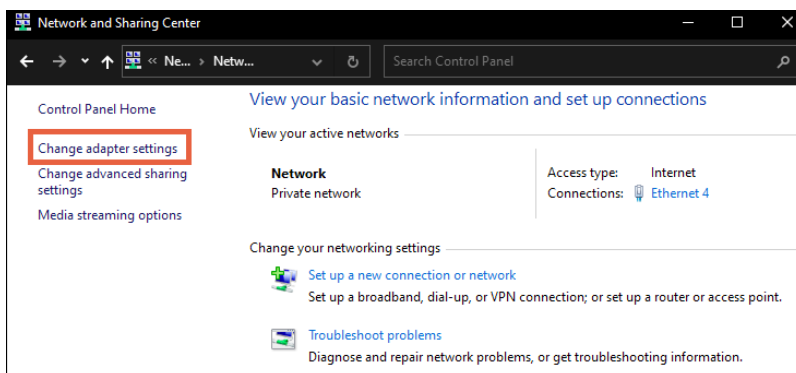 Network and Sharing Center
« Ne... › Netw...
Search Control Panel
Control Panel Home
Change adapter settings
Change advanced sharing
settings
Media streaming options
View your basic network information and set up connections
View your active networks
Network
Private network
Access type: Internet
Connections: Ethernet 4
Change your networking settings
Set up a new connection or network
Set up a broadband, dial-up, or VPN connection; or set up a router or access point.
Troubleshoot problems
Diagnose and repair network problems, or get troubleshooting information.